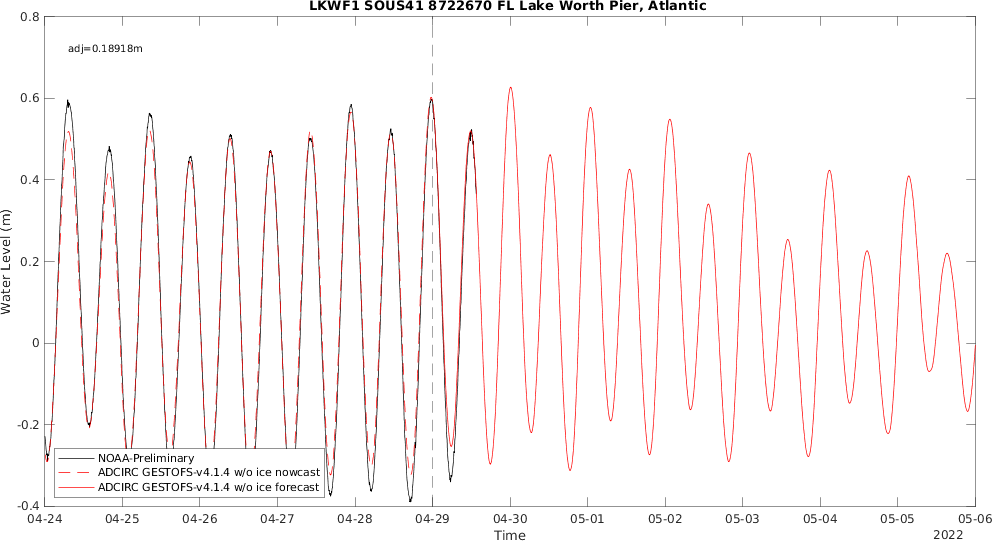 LKWF1 SOUS41 8722670 FL Lake Worth Pier, Atlantic
adj=0.18918m
0.8
0.6
0.4
0.2
0
-0.2
-0.4
Water Level (m)
NOAA-Preliminary
ADCIRC GESTOFS-v4.1.4 w/o ice nowcast
ADCIRC GESTOFS-v4.1.4 w/o ice forecast
04-24 04-25 04-26 04-27 04-28 04-29 04-30 05-01 05-02 05-03 05-04 05-05 05-06
Time
2022